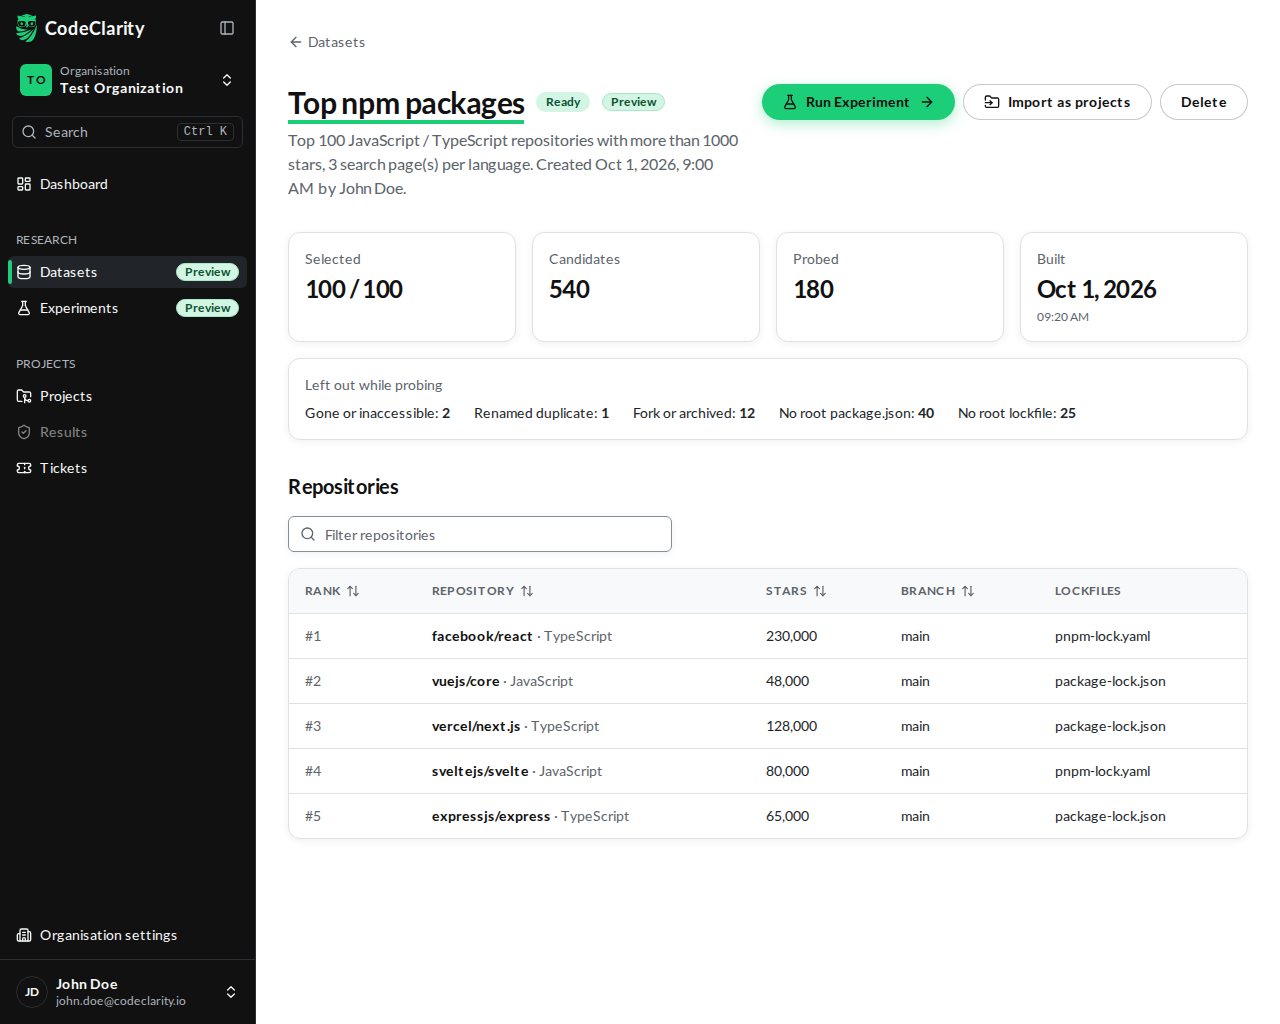 CodeClarity
TO
Organisation
Test Organization
Search
Ctrl K
Dashboard
RESEARCH
Datasets
Preview
Experiments
Preview
PROJECTS
Projects
Results
Tickets
Organisation settings
JD
John Doe
john.doe@codeclarity.io
Datasets
Top npm packages
Ready
Preview
Run Experiment
Import as projects
Delete
Top 100 JavaScript / TypeScript repositories with more than 1000
stars, 3 search page(s) per language. Created Oct 1, 2026, 9:00
AM by John Doe.
Selected
100 / 100
Candidates
540
Probed
180
Built
Oct 1, 2026
09:20 AM
Left out while probing
Gone or inaccessible: 2 Renamed duplicate: 1 Fork or archived: 12 No root package.json: 40 No root lockfile: 25
Repositories
Filter repositories
RANK REPOSITORY STARS BRANCH LOCKFILES
#1 facebook/react · TypeScript 230,000 main pnpm-lock.yaml
#2 vuejs/core · JavaScript 48,000 main package-lock.json
#3 vercel/next.js · TypeScript 128,000 main package-lock.json
#4 sveltejs/svelte · JavaScript 80,000 main pnpm-lock.yaml
#5 expressjs/express · TypeScript 65,000 main package-lock.json